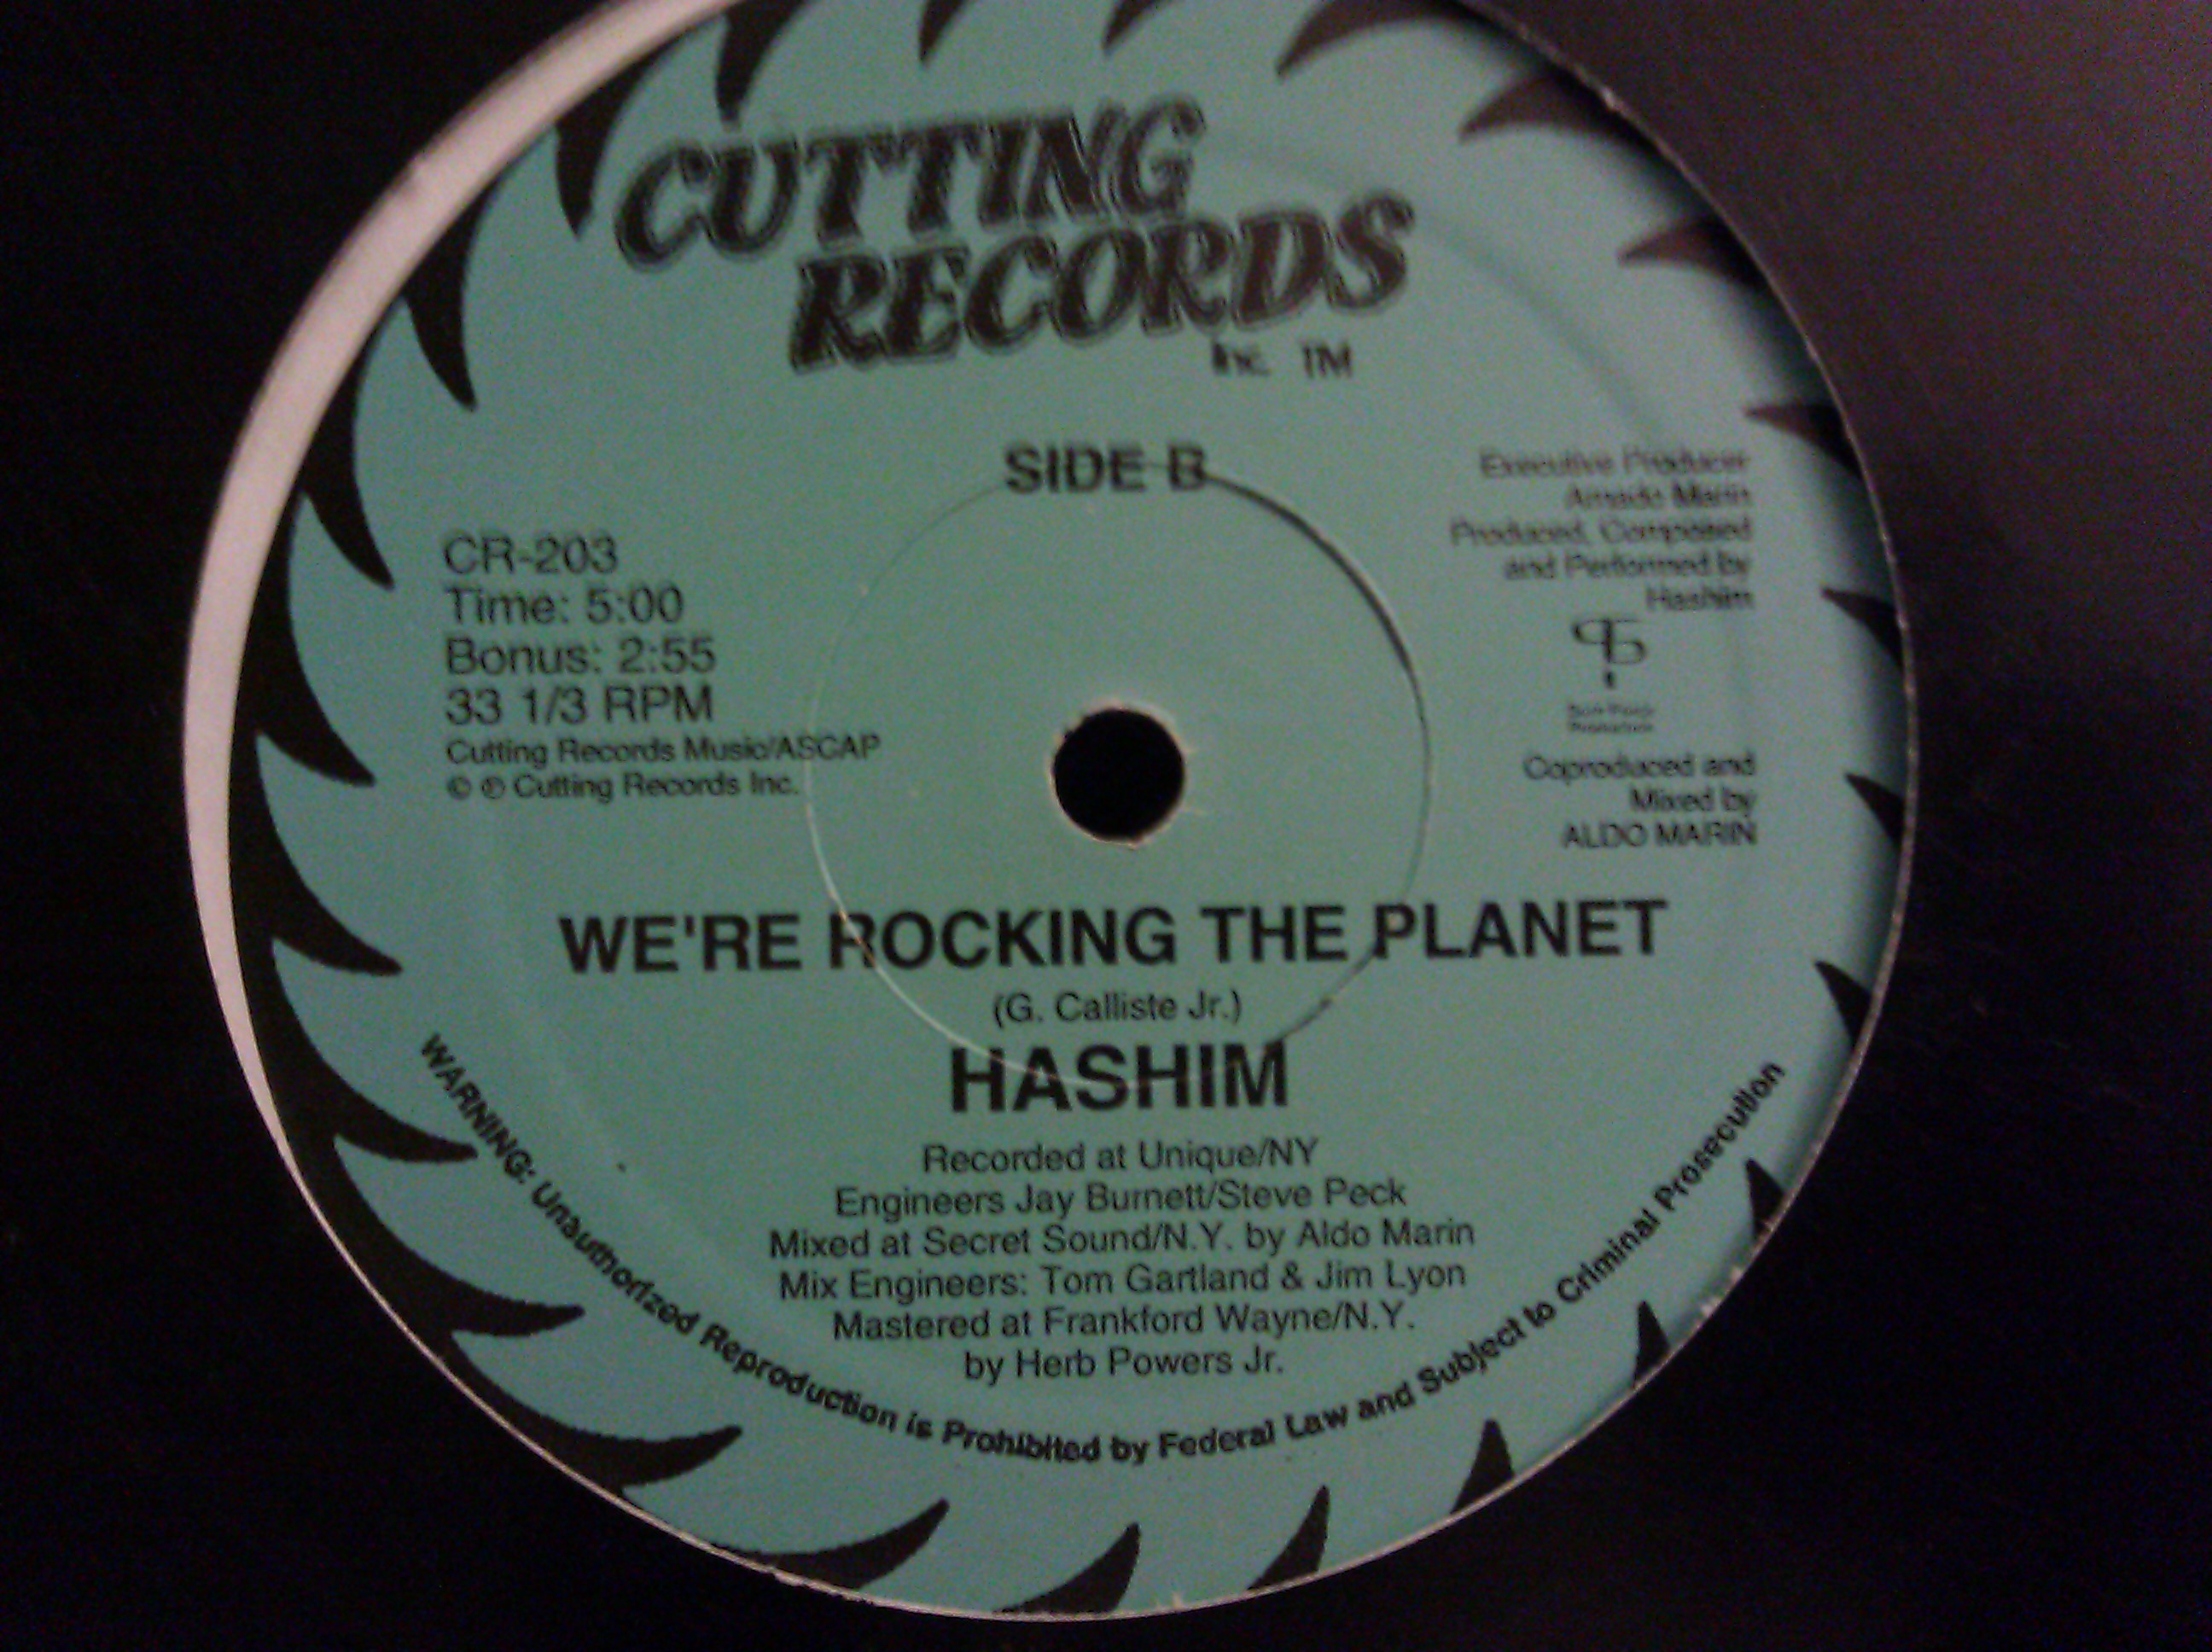 CUTTING
RECORDS
Inc. TM
SIDE B
CR-203
Time: 5:00
Bonus: 2:55
33 1/3 RPM
Cutting Records Music/ASCAP
© ℗ Cutting Records Inc.
Executive Producer
Amado Marin
Produced, Composed
and Performed by
Hashim
Coproduced and
Mixed by
ALDO MARIN
WE'RE ROCKING THE PLANET
(G. Calliste Jr.)
HASHIM
Recorded at Unique/NY
Engineers Jay Burnett/Steve Peck
Mixed at Secret Sound/N.Y. by Aldo Marin
Mix Engineers: Tom Gartland & Jim Lyon
Mastered at Frankford Wayne/N.Y.
by Herb Powers Jr.
WARNING: Unauthorized Reproduction is Prohibited by Federal Law and Subject to Criminal Prosecution